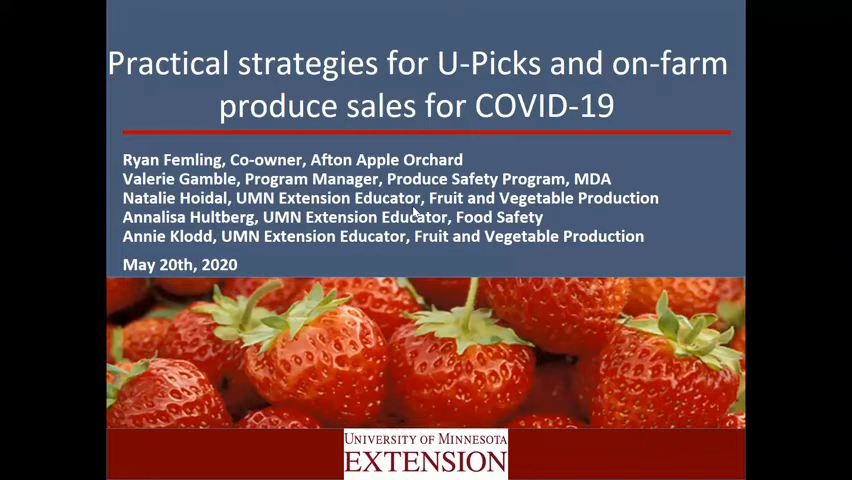 Practical strategies for U-Picks and on-farm
produce sales for COVID-19
Ryan Femling, Co-owner, Afton Apple Orchard
Valerie Gamble, Program Manager, Produce Safety Program, MDA
Natalie Hoidal, UMN Extension Educator, Fruit and Vegetable Production
Annalisa Hultberg, UMN Extension Educator, Food Safety
Annie Klodd, UMN Extension Educator, Fruit and Vegetable Production
May 20th, 2020
UNIVERSITY OF MINNESOTA
EXTENSION